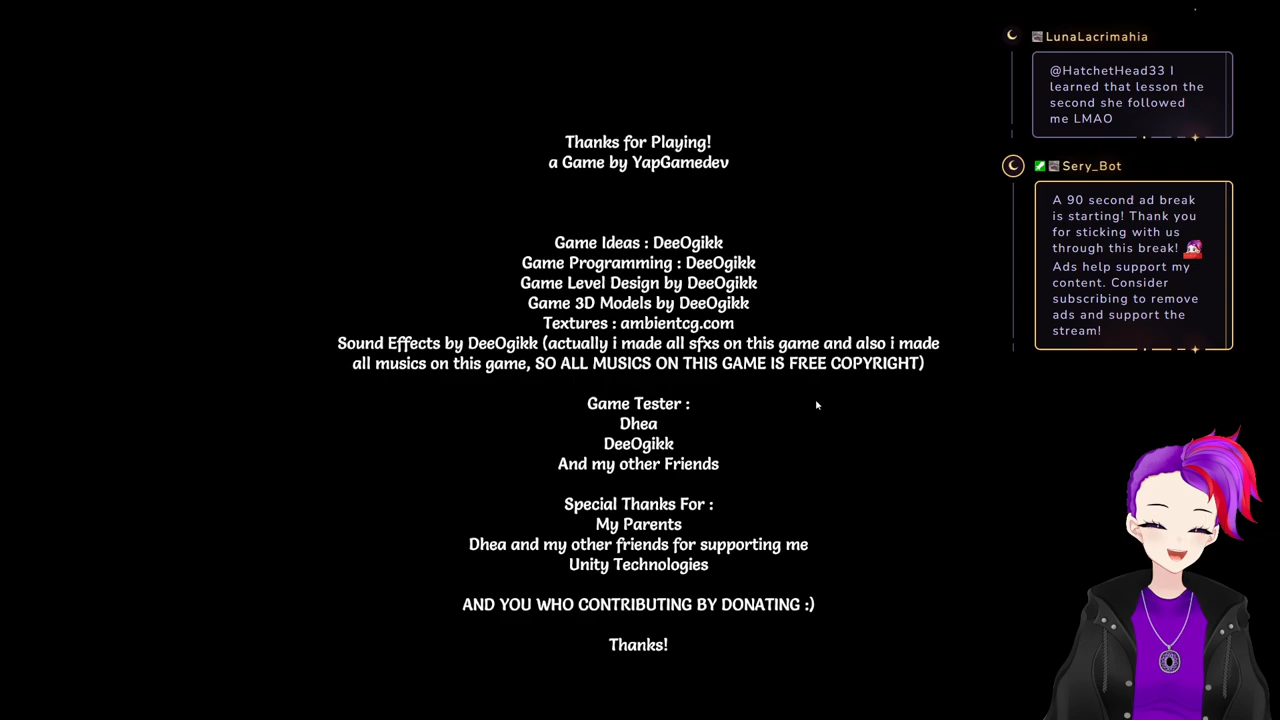 Thanks for Playing!
a Game by YapGamedev
Game Ideas : DeeOgikk
Game Programming : DeeOgikk
Game Level Design by DeeOgikk
Game 3D Models by DeeOgikk
Textures : ambientcg.com
Sound Effects by DeeOgikk (actually i made all sfxs on this game and also i made
all musics on this game, SO ALL MUSICS ON THIS GAME IS FREE COPYRIGHT)
Game Tester :
Dhea
DeeOgikk
And my other Friends
Special Thanks For :
My Parents
Dhea and my other friends for supporting me
Unity Technologies
AND YOU WHO CONTRIBUTING BY DONATING :)
Thanks!
LunaLacrimahia
@HatchetHead33 I
learned that lesson the
second she followed
me LMAO
Sery_Bot
A 90 second ad break
is starting! Thank you
for sticking with us
through this break!
Ads help support my
content. Consider
subscribing to remove
ads and support the
stream!